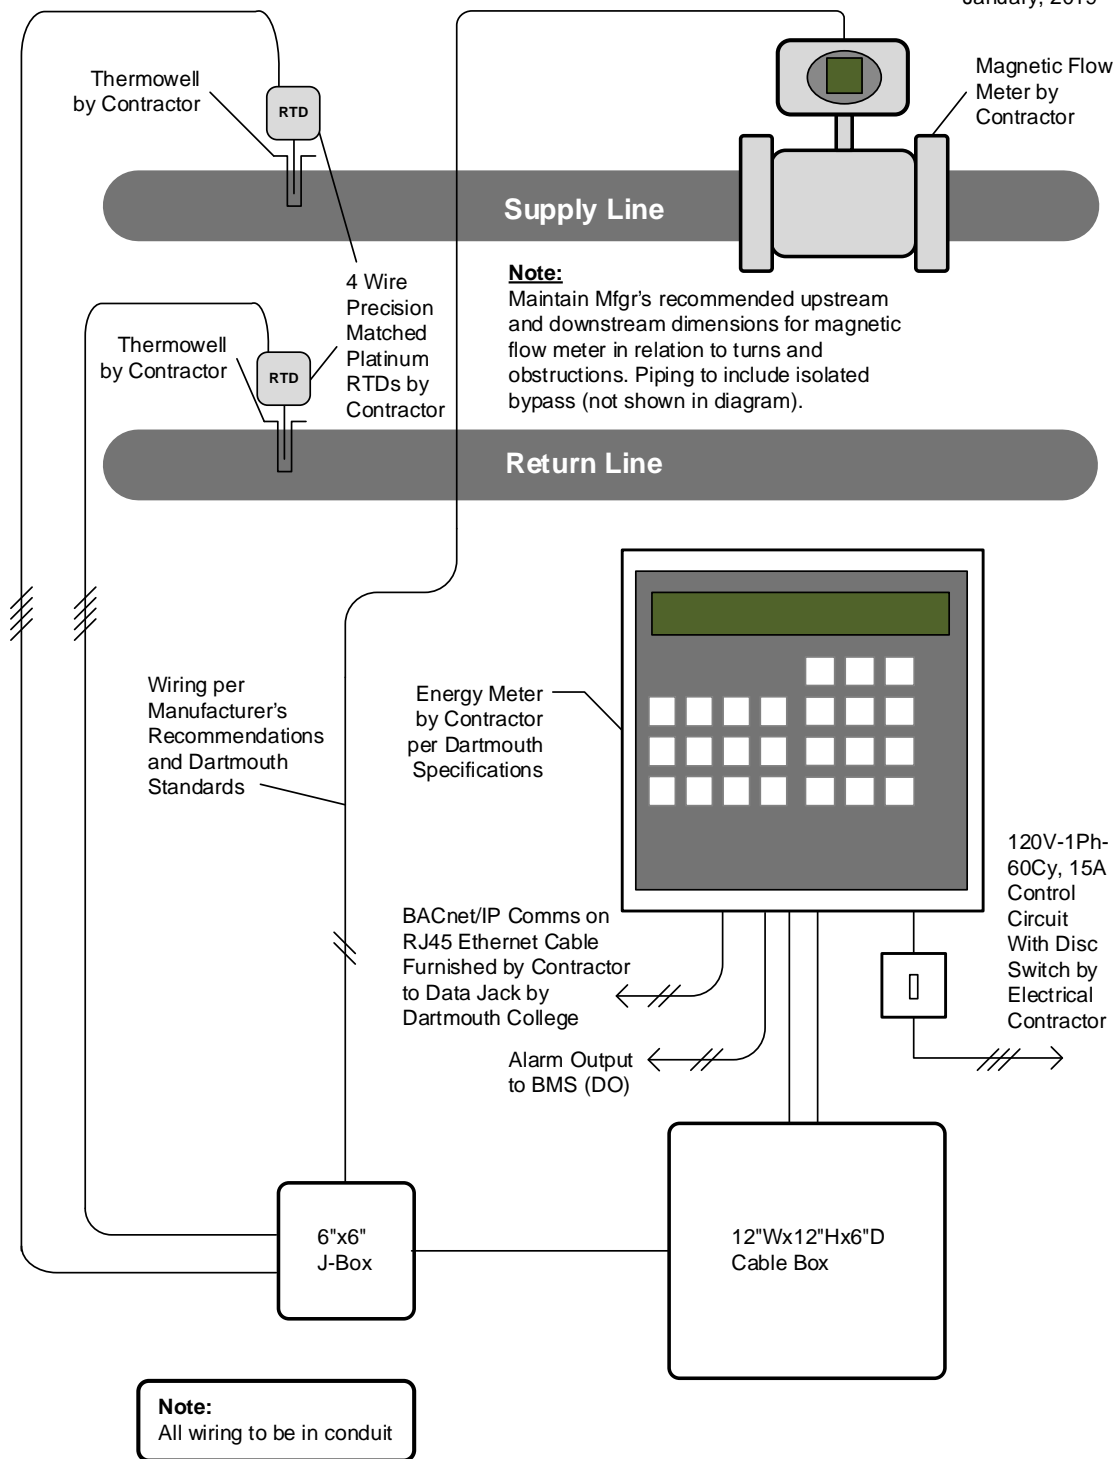 January, 2019
Thermowell
by Contractor
RTD
Magnetic Flow
Meter by
Contractor
Supply Line
4 Wire
Precision
Matched
Platinum
RTDs by
Contractor
Note:
Maintain Mfgr's recommended upstream
and downstream dimensions for magnetic
flow meter in relation to turns and
obstructions. Piping to include isolated
bypass (not shown in diagram).
Thermowell
by Contractor
RTD
Return Line
Wiring per
Manufacturer's
Recommendations
and Dartmouth
Standards
Energy Meter
by Contractor
per Dartmouth
Specifications
120V-1Ph-
60Cy, 15A
Control
Circuit
With Disc
Switch by
Electrical
Contractor
BACnet/IP Comms on
RJ45 Ethernet Cable
Furnished by Contractor
to Data Jack by
Dartmouth College
Alarm Output
to BMS (DO)
6"x6"
J-Box
12"Wx12"Hx6"D
Cable Box
Note:
All wiring to be in conduit